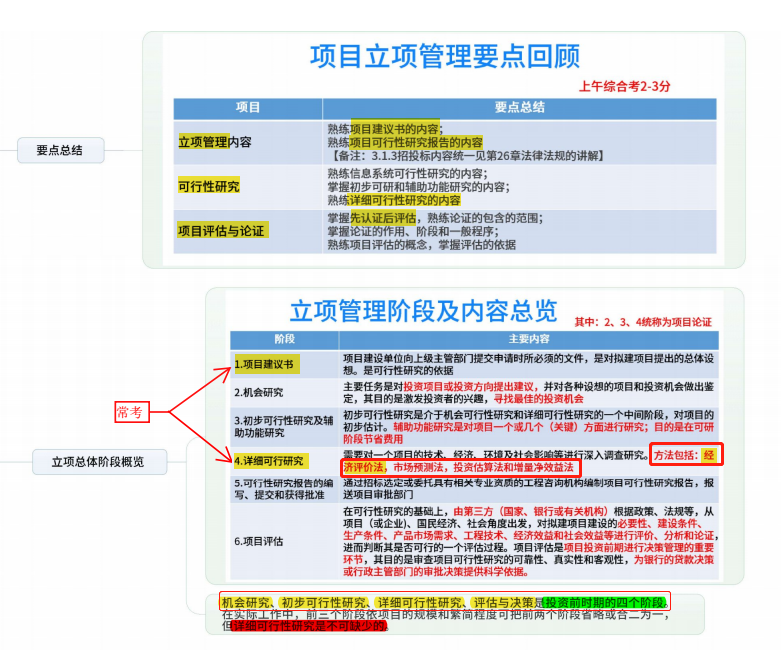 项目立项管理要点回顾
上午综合考2-3分
项目
要点总结
要点总结
立项管理内容
熟练项目建议书的内容；
熟练项目可行性研究报告的内容
【备注：3.1.3招投标内容统一见第26章法律法规的讲解】
可行性研究
熟练信息系统可行性研究的内容；
掌握初步可研和辅助功能研究的内容；
熟练详细可行性研究的内容
项目评估与论证
掌握先认证后评估，熟练论证的包含的范围；
掌握论证的作用、阶段和一般程序；
熟练项目评估的概念，掌握评估的依据
立项管理阶段及内容总览
其中：2、3、4统称为项目论证
阶段
主要内容
1.项目建议书
项目建设单位向上级主管部门提交申请时所必须的文件，是对拟建项目提出的总体设
想。是可行性研究的依据
2.机会研究
主要任务是对投资项目或投资方向提出建议，并对各种设想的项目和投资机会做出鉴
定，其目的是激发投资者的兴趣，寻找最佳的投资机会
常考
3.初步可行性研究及辅
助功能研究
初步可行性研究是介于机会可行性研究和详细可行性研究的一个中间阶段，对项目的
初步估计。辅助功能研究是对项目一个或几个（关键）方面进行研究；目的是在可研
阶段节省费用
立项总体阶段概览
4.详细可行研究
需要对一个项目的技术、经济、环境及社会影响等进行深入调查研究。方法包括：经
济评价法，市场预测法，投资估算法和增量净效益法
5.可行性研究报告的编
写、提交和获得批准
通过招标选定或委托具有相关专业资质的工程咨询机构编制项目可行性研究报告，报
送项目审批部门
6.项目评估
在可行性研究的基础上，由第三方（国家、银行或有关机构）根据政策、法规等，从
项目（或企业）、国民经济、社会角度出发，对拟建项目建设的必要性、建设条件、
生产条件、产品市场需求、工程技术、经济效益和社会效益等进行评价、分析和论证，
进而判断其是否可行的一个评估过程。项目评估是项目投资前期进行决策管理的重要
环节，其目的是审查项目可行性研究的可靠性、真实性和客观性，为银行的贷款决策
或行政主管部门的审批决策提供科学依据。
机会研究、初步可行性研究、详细可行性研究、评估与决策是投资前时期的四个阶段。
在实际工作中，前三个阶段依项目的规模和繁简程度可把前两个阶段省略或合二为一，
但详细可行性研究是不可缺少的。